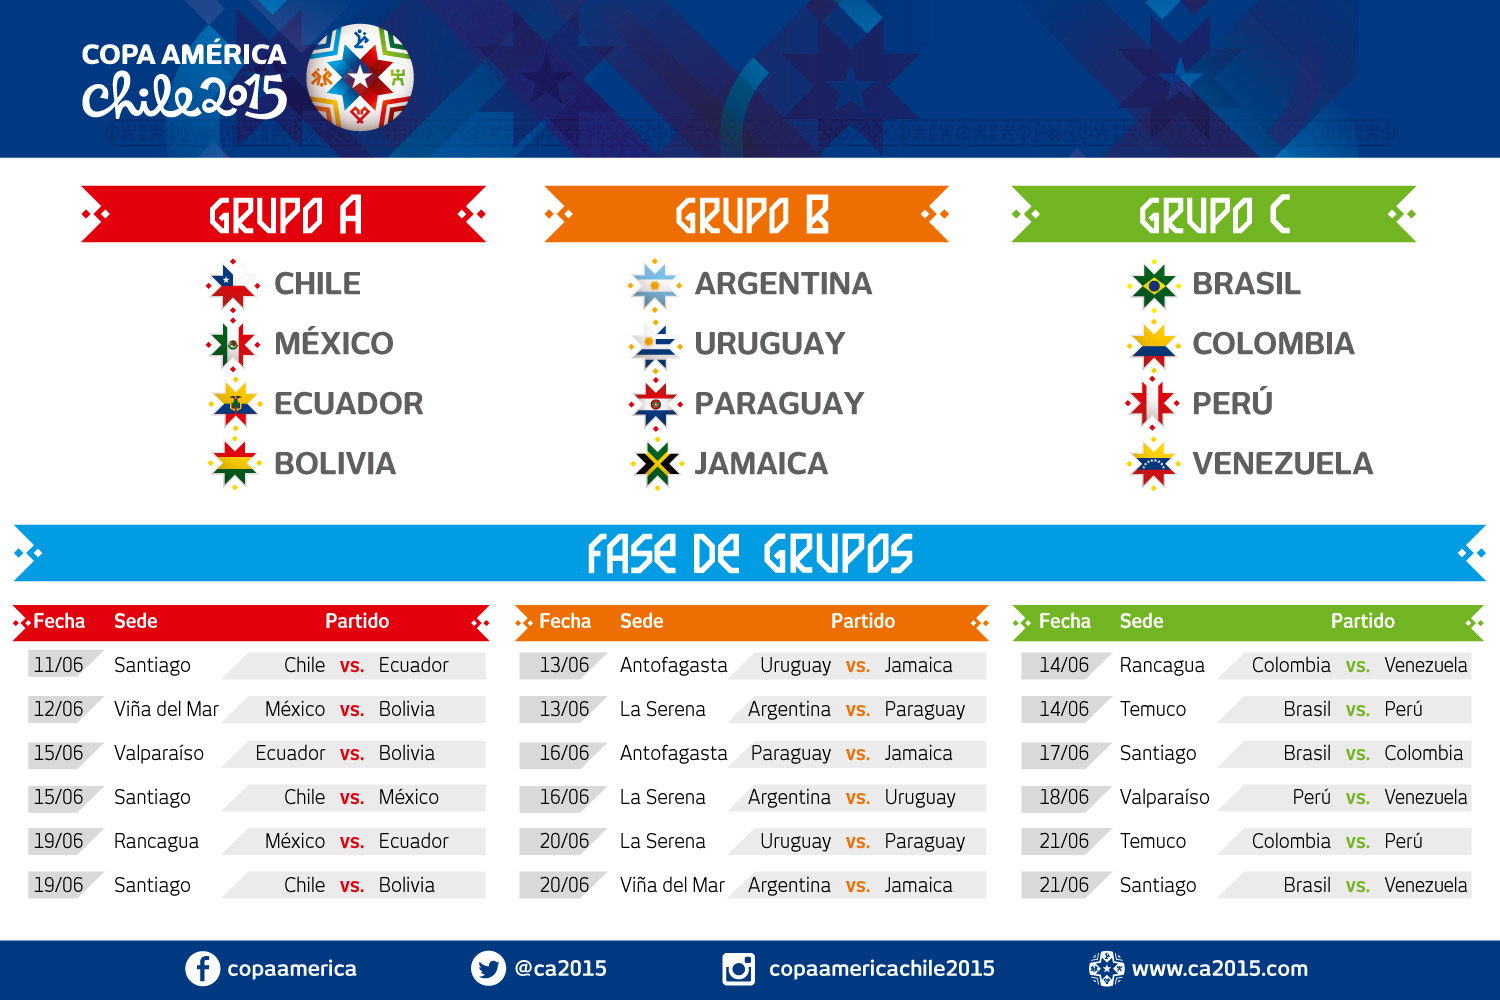 COPA AMÉRICA
Chile 2015
GRUPO A
CHILE
MÉXICO
ECUADOR
BOLIVIA
GRUPO B
ARGENTINA
URUGUAY
PARAGUAY
JAMAICA
GRUPO C
BRASIL
COLOMBIA
PERÚ
VENEZUELA
FASE DE GRUPOS
Fecha Sede Partido
11/06 Santiago Chile vs. Ecuador
12/06 Viña del Mar México vs. Bolivia
15/06 Valparaíso Ecuador vs. Bolivia
15/06 Santiago Chile vs. México
19/06 Rancagua México vs. Ecuador
19/06 Santiago Chile vs. Bolivia
Fecha Sede Partido
13/06 Antofagasta Uruguay vs. Jamaica
13/06 La Serena Argentina vs. Paraguay
16/06 Antofagasta Paraguay vs. Jamaica
16/06 La Serena Argentina vs. Uruguay
20/06 La Serena Uruguay vs. Paraguay
20/06 Viña del Mar Argentina vs. Jamaica
Fecha Sede Partido
14/06 Rancagua Colombia vs. Venezuela
14/06 Temuco Brasil vs. Perú
17/06 Santiago Brasil vs. Colombia
18/06 Valparaíso Perú vs. Venezuela
21/06 Temuco Colombia vs. Perú
21/06 Santiago Brasil vs. Venezuela
copaamerica
@ca2015
copaamericachile2015
www.ca2015.com